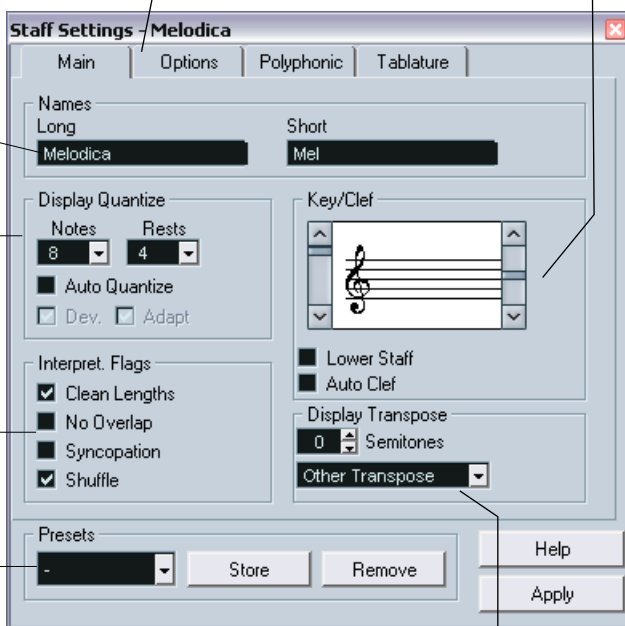 Staff Settings - Melodica
Main Options Polyphonic Tablature
Names
Long Short
Melodica Mel
Display Quantize
Notes Rests
8 4
Auto Quantize
Dev. Adapt
Key/Clef
Lower Staff
Auto Clef
Interpret. Flags
Clean Lengths
No Overlap
Syncopation
Shuffle
Display Transpose
0 Semitones
Other Transpose
Presets
- Store Remove
Help
Apply